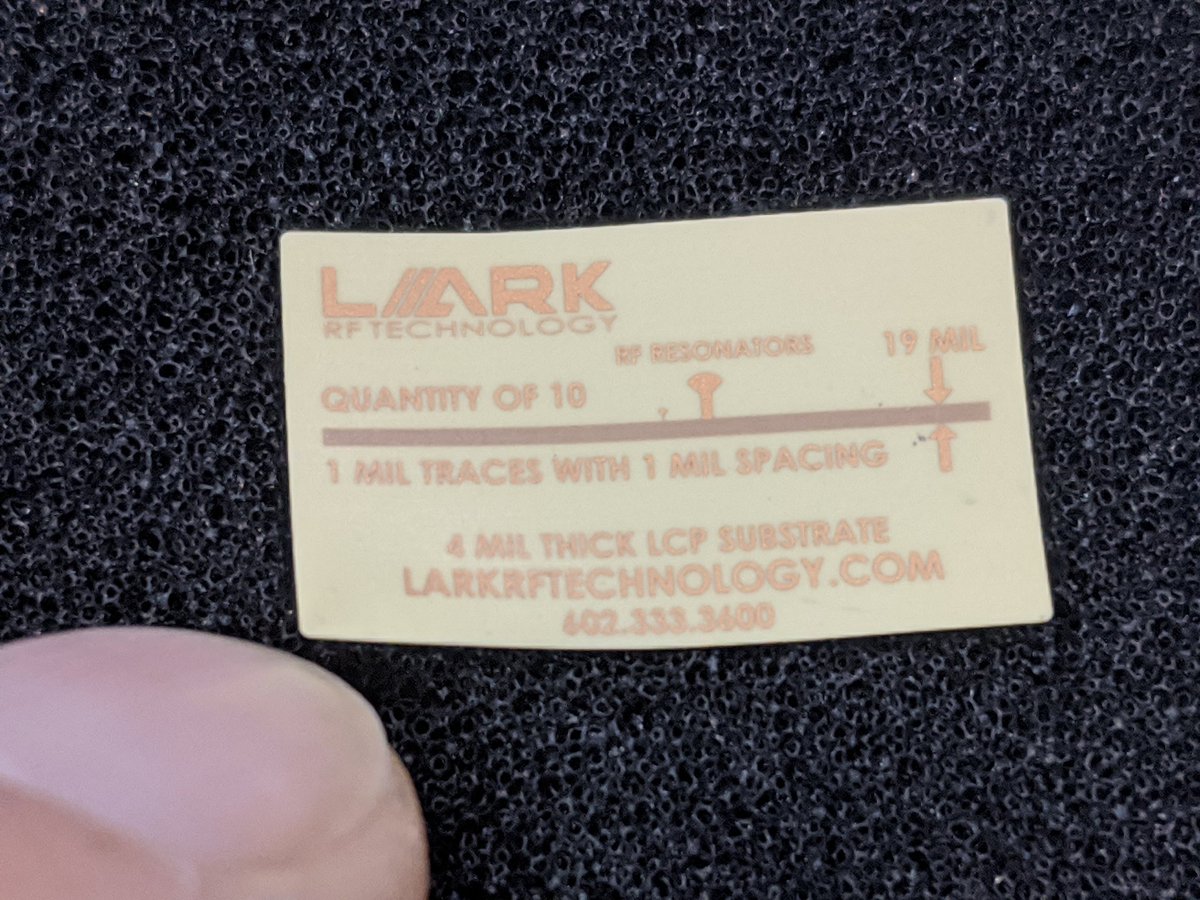 LARK
RF TECHNOLOGY
RF RESONATORS
19 MIL
QUANTITY OF 10
1 MIL TRACES WITH 1 MIL SPACING
4 MIL THICK LCP SUBSTRATE
LARKRFTECHNOLOGY.COM
602.333.3600